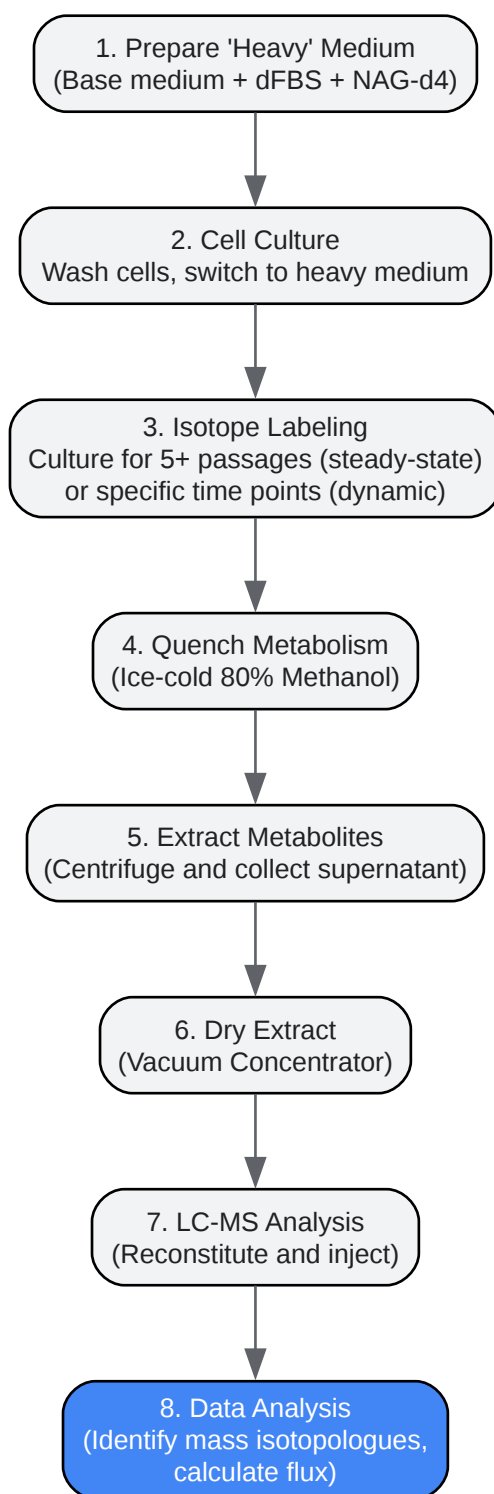 1. Prepare 'Heavy' Medium
(Base medium + dFBS + NAG-d4)
2. Cell Culture
Wash cells, switch to heavy medium
3. Isotope Labeling
Culture for 5+ passages (steady-state)
or specific time points (dynamic)
4. Quench Metabolism
(Ice-cold 80% Methanol)
5. Extract Metabolites
(Centrifuge and collect supernatant)
6. Dry Extract
(Vacuum Concentrator)
7. LC-MS Analysis
(Reconstitute and inject)
8. Data Analysis
(Identify mass isotopologues,
calculate flux)